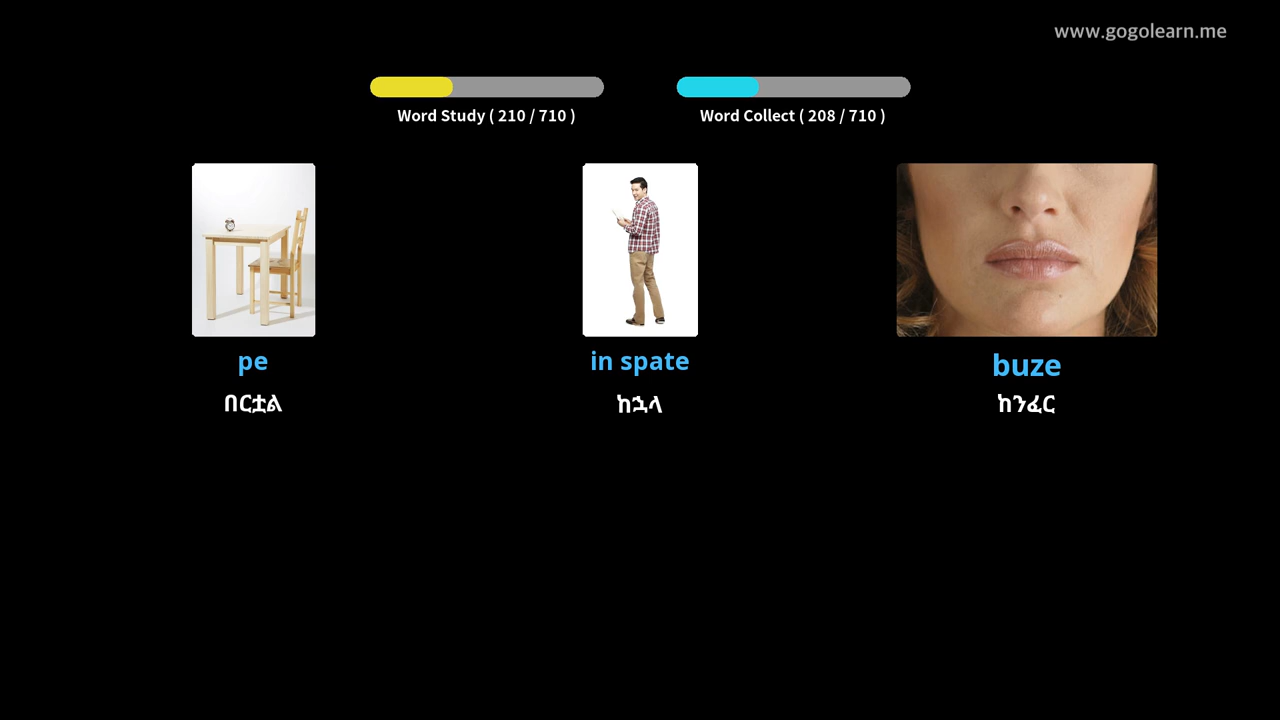 www.gogolearn.me
Word Study ( 210 / 710 )
Word Collect ( 208 / 710 )
pe
in spate
buze
በርቷል
ከኋላ
ከንፈር